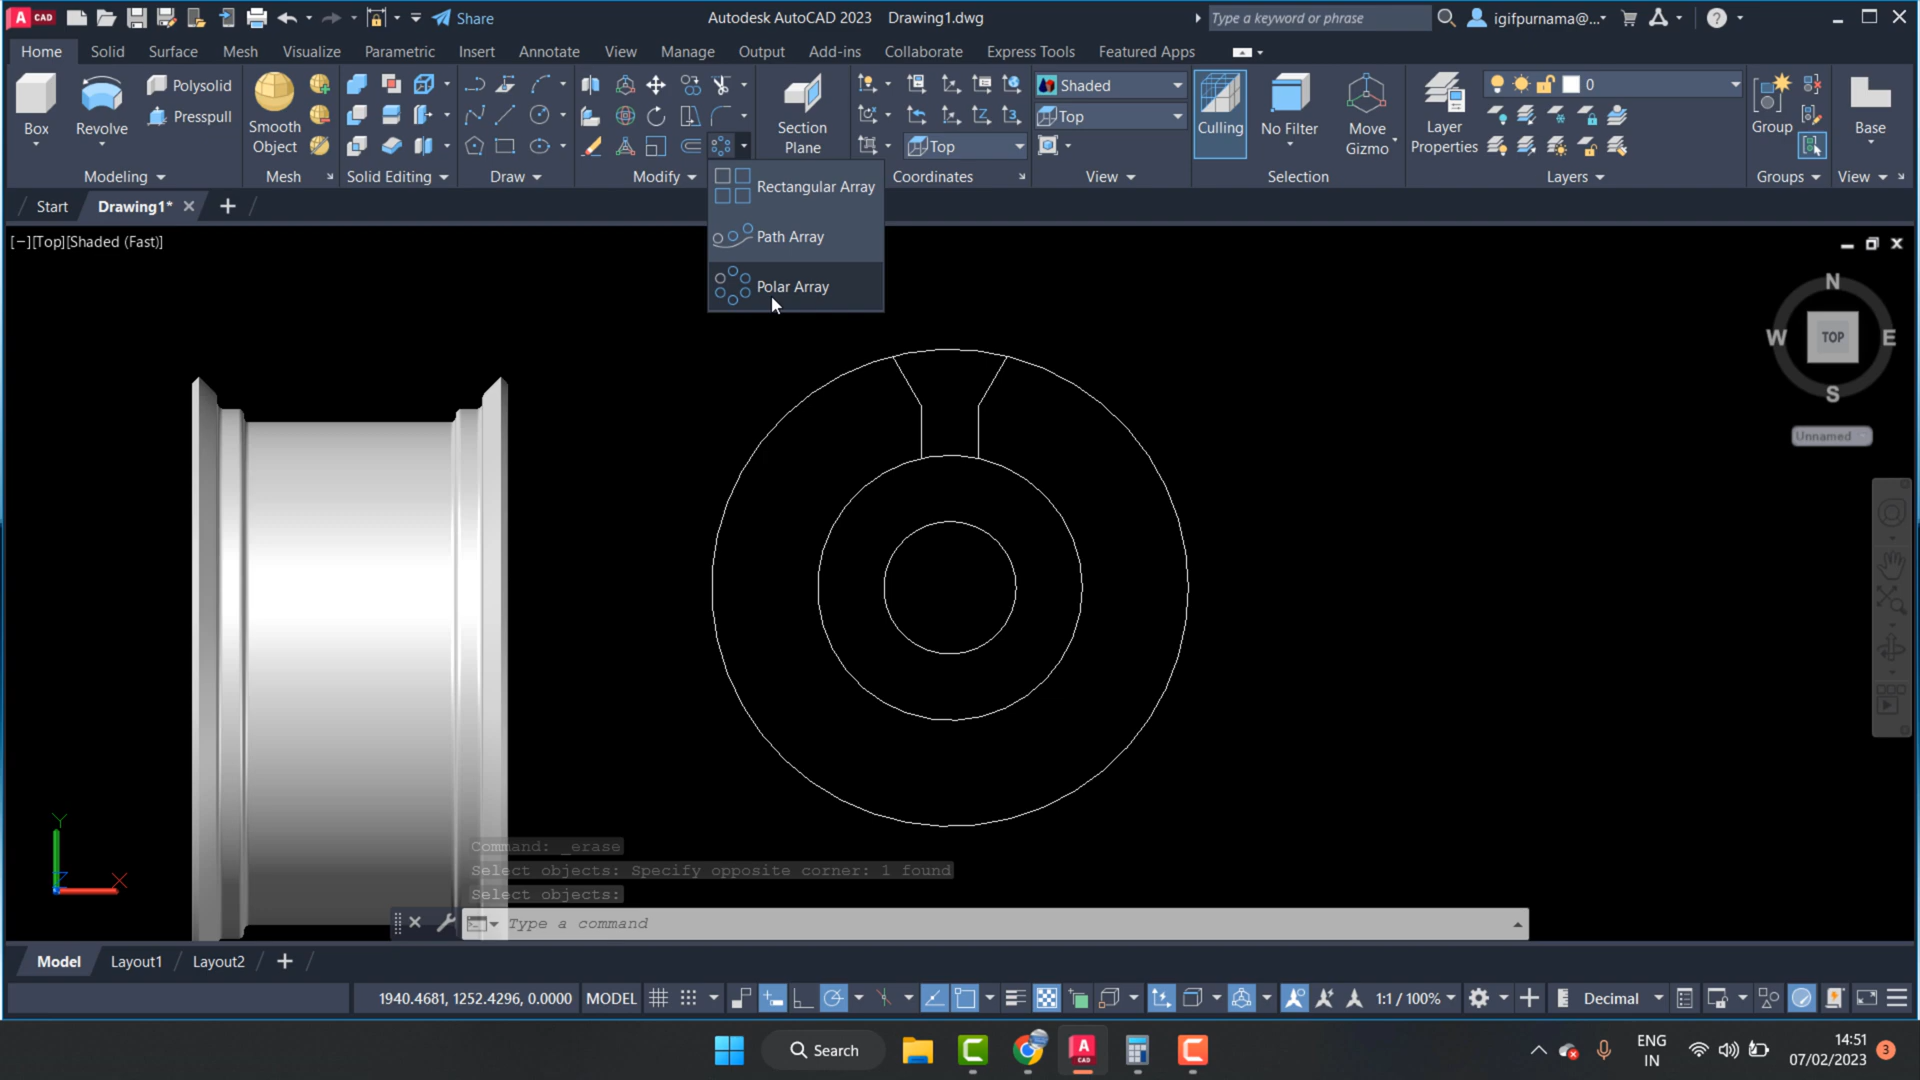 A CAD
Share
Autodesk AutoCAD 2023 Drawing1.dwg
Type a keyword or phrase
igifpurnama@...
Home Solid Surface Mesh Visualize Parametric Insert Annotate View Manage Output Add-ins Collaborate Express Tools Featured Apps
Box
Revolve
Polysolid
Presspull
Smooth Object
Section Plane
Top
Shaded
Top
Culling
No Filter
Move Gizmo
Layer Properties
0
Group
Base
Modeling Mesh Solid Editing Draw Modify Coordinates View Selection Layers Groups View
Rectangular Array
Path Array
Polar Array
Start Drawing1* +
[−][Top][Shaded (Fast)]
N
W TOP E
S
Unnamed
Y
Z
X
Command: _erase
Select objects: Specify opposite corner: 1 found
Select objects:
Type a command
Model Layout1 Layout2 +
1940.4681, 1252.4296, 0.0000 MODEL 1:1 / 100% Decimal
Search
A CAD
ENG
IN
14:51
07/02/2023
3